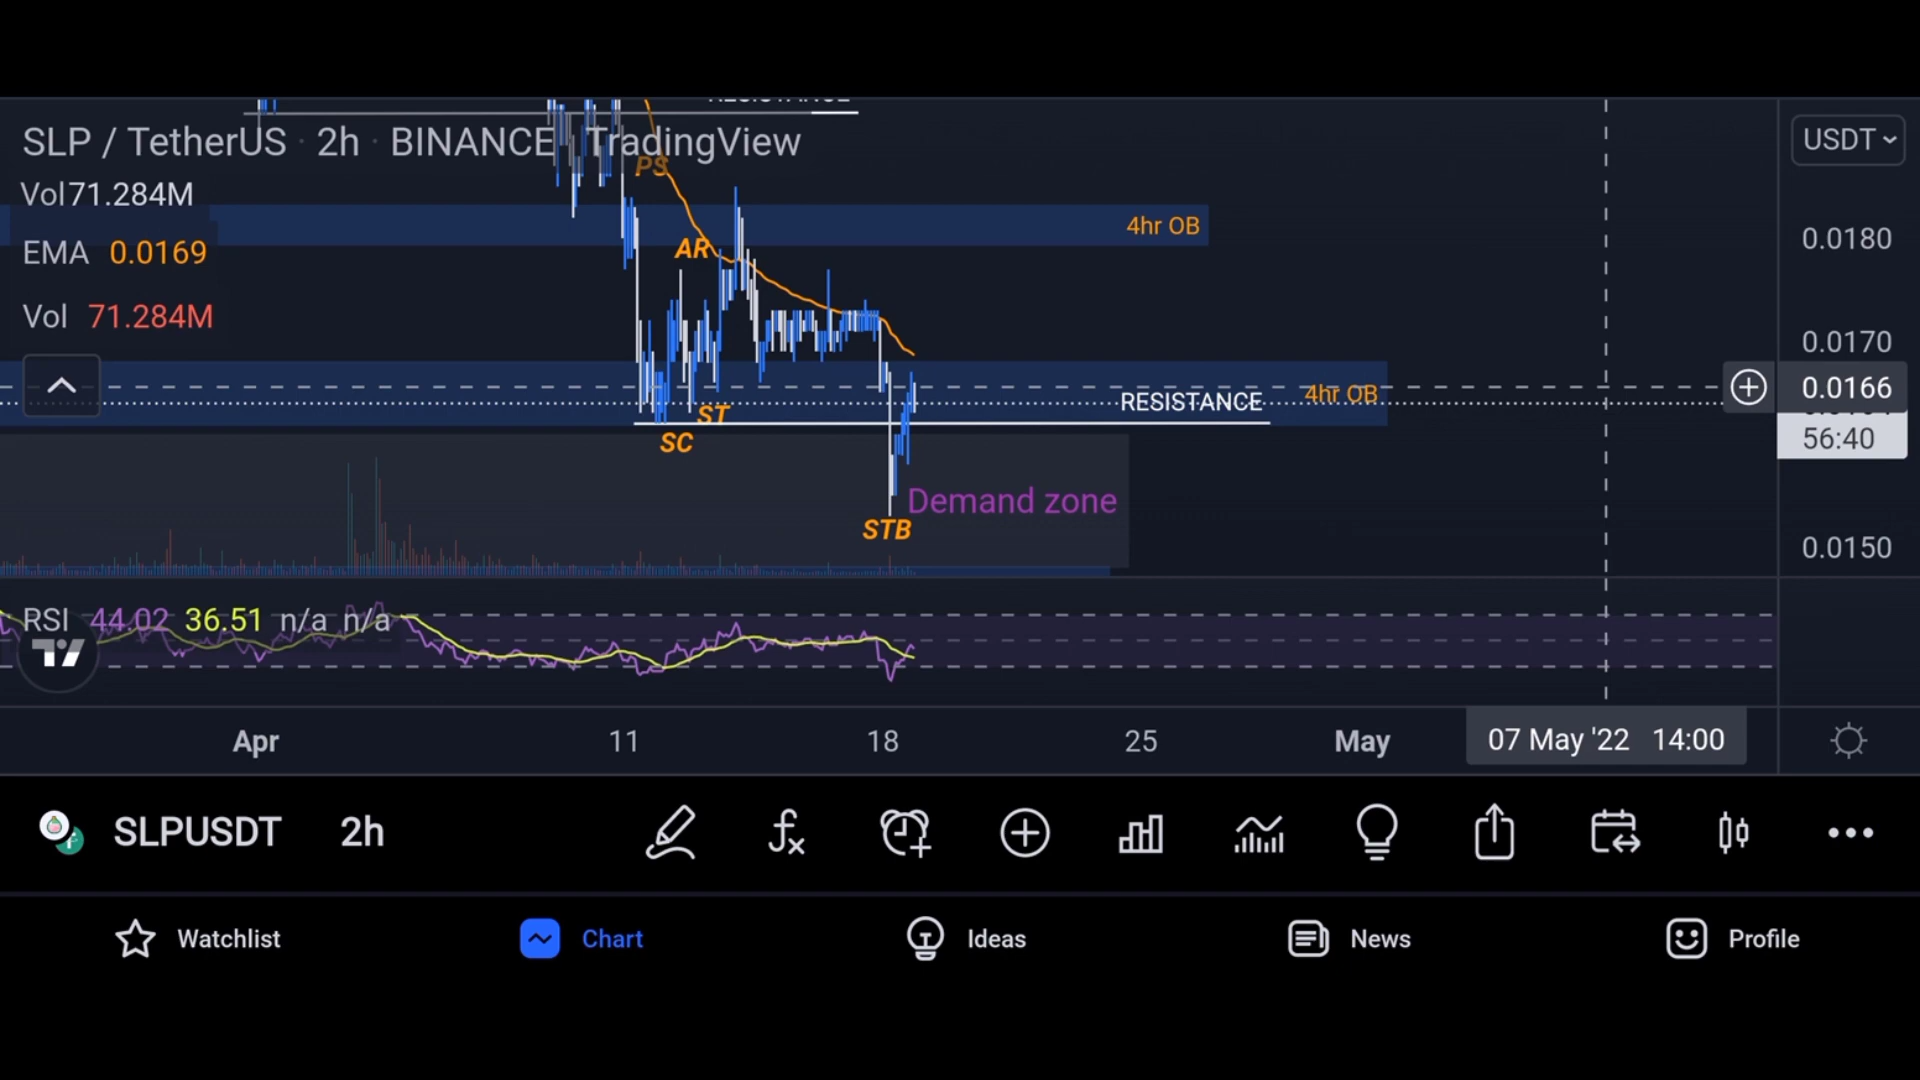 RESISTANCE
SLP / TetherUS · 2h · BINANCE TradingView
USDT
PS
Vol71.284M
4hr OB
0.0180
AR
EMA 0.0169
Vol 71.284M
0.0170
0.0166
RESISTANCE
4hr OB
ST
SC
56:40
Demand zone
STB
0.0150
RSI 44.02 36.51 n/a n/a
Apr 11 18 25 May 07 May '22 14:00
SLPUSDT 2h
Watchlist Chart Ideas News Profile